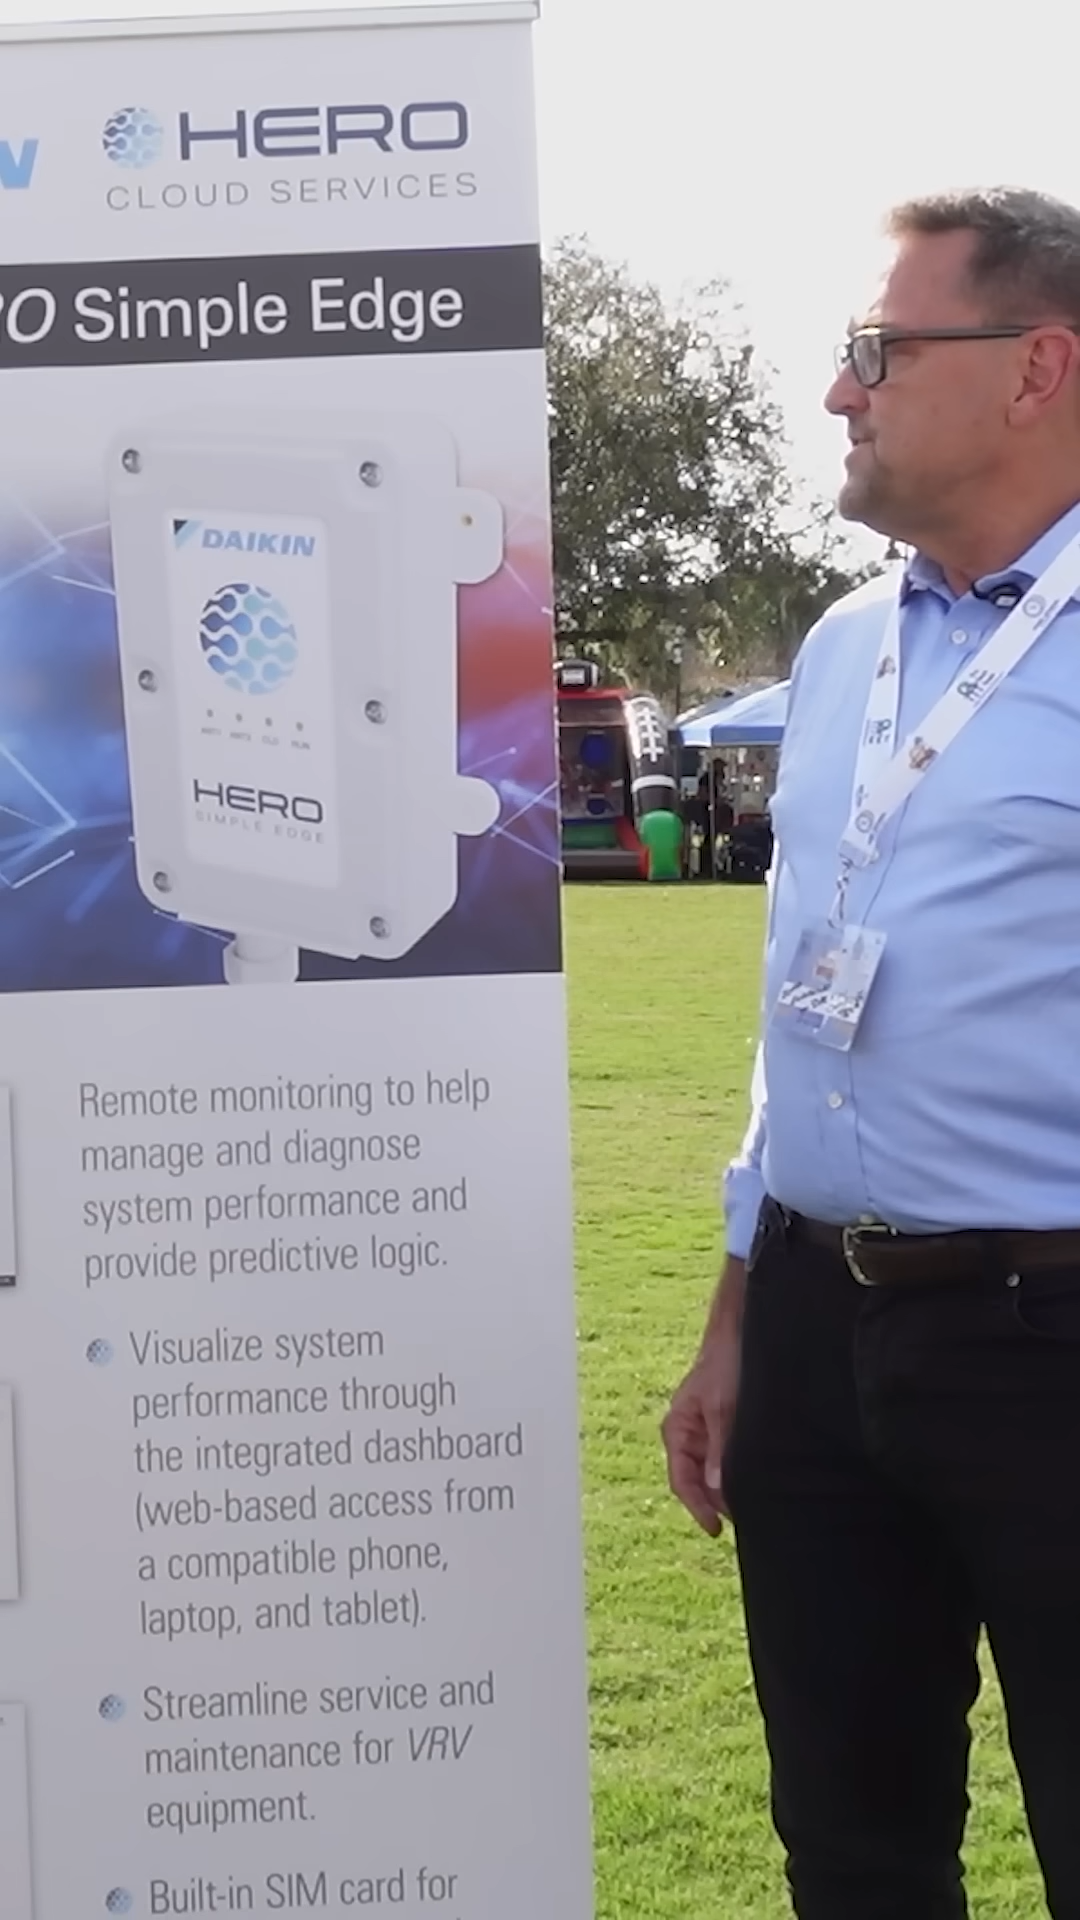 HERO
CLOUD SERVICES
Simple Edge
DAIKIN
HERO
SIMPLE EDGE
Remote monitoring to help
manage and diagnose
system performance and
provide predictive logic.
Visualize system
performance through
the integrated dashboard
(web-based access from
a compatible phone,
laptop, and tablet).
Streamline service and
maintenance for VRV
equipment.
Built-in SIM card for